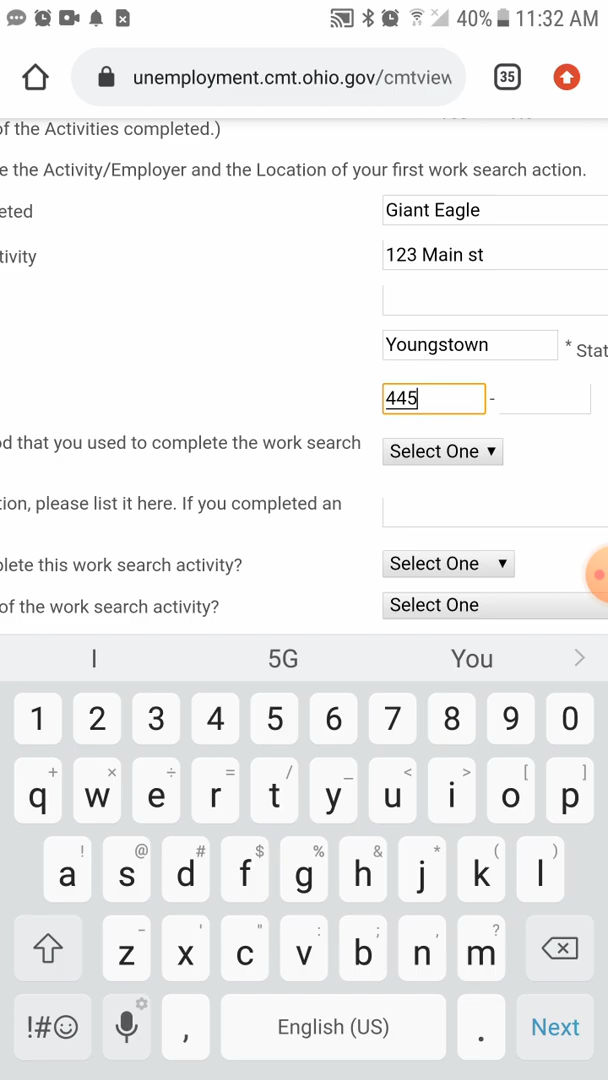 40% 11:32 AM
unemployment.cmt.ohio.gov/cmtview
35
of the Activities completed.)
e the Activity/Employer and the Location of your first work search action.
eted
Giant Eagle
tivity
123 Main st
Youngstown * Stat
445 -
od that you used to complete the work search
Select One
tion, please list it here. If you completed an
plete this work search activity?
Select One
of the work search activity?
Select One
I 5G You >
1 2 3 4 5 6 7 8 9 0
+ × ÷ = / _ < > [ ]
q w e r t y u i o p
! @ # $ % & * ( )
a s d f g h j k l
- ' " : ; , ?
z x c v b n m
!#☺ , English (US) . Next